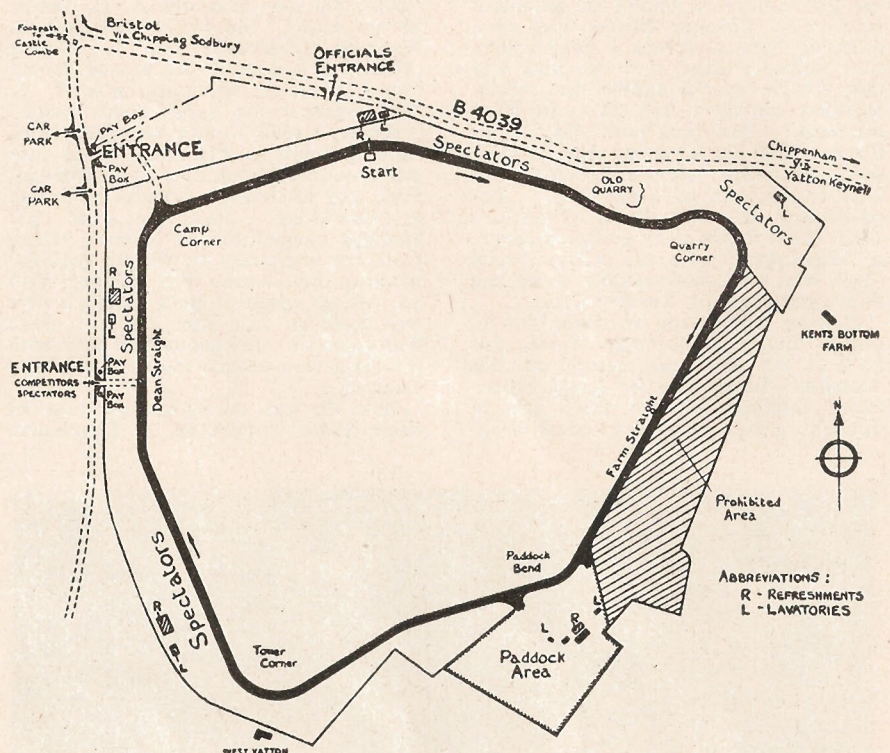 Bristol
via Chipping Sodbury
Footpath
to
Castle
Combe
OFFICIALS
ENTRANCE
B 4039
CAR
PARK
PAY BOX
ENTRANCE
PAY
BOX
CAR
PARK
R
L
Start
Spectators
OLD
QUARRY
Chippenham
via
Yatton Keynell
Spectators
L
Camp
Corner
Quarry
Corner
KENTS BOTTOM
FARM
R
L
Spectators
Dean Straight
ENTRANCE
COMPETITORS
SPECTATORS
PAY
BOX
PAY
BOX
Farm Straight
N
Prohibited
Area
Paddock
Bend
ABBREVIATIONS :
R - REFRESHMENTS
L - LAVATORIES
Spectators
R
L
Tower
Corner
L
R
L
Paddock
Area
WEST YATTON